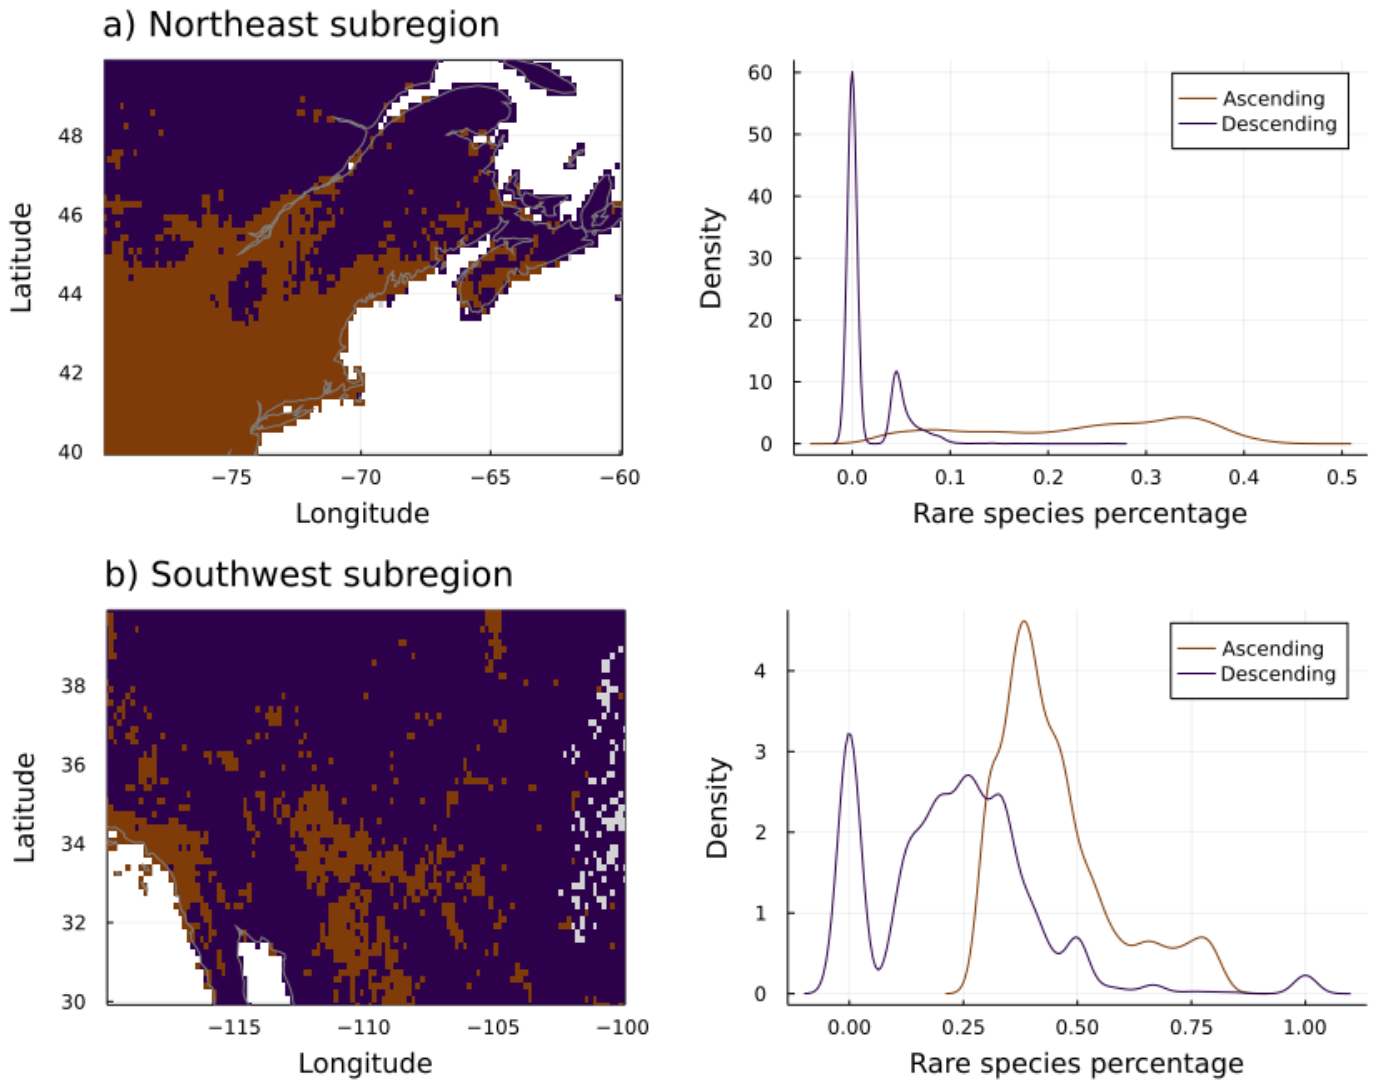 a) Northeast subregion
Latitude
48
46
44
42
40
−75
−70
−65
−60
Longitude
Density
60
50
40
30
20
10
0
0.0
0.1
0.2
0.3
0.4
0.5
Rare species percentage
Ascending
Descending
b) Southwest subregion
Latitude
38
36
34
32
30
−115
−110
−105
−100
Longitude
Density
4
3
2
1
0
0.00
0.25
0.50
0.75
1.00
Rare species percentage
Ascending
Descending